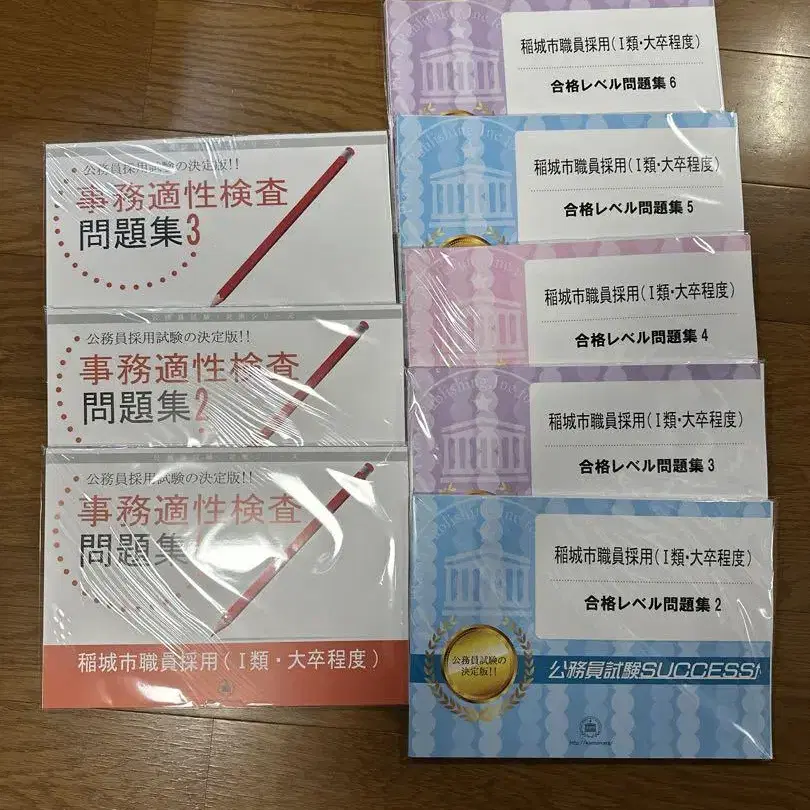 公務員採用試験の決定版!!
事務適性検査
問題集3
公務員採用試験の決定版!!
事務適性検査
問題集2
公務員採用試験の決定版!!
事務適性検査
問題集
稲城市職員採用(Ⅰ類・大卒程度)
稲城市職員採用(Ⅰ類・大卒程度)
合格レベル問題集6
稲城市職員採用(Ⅰ類・大卒程度)
合格レベル問題集5
稲城市職員採用(Ⅰ類・大卒程度)
合格レベル問題集4
稲城市職員採用(Ⅰ類・大卒程度)
合格レベル問題集3
稲城市職員採用(Ⅰ類・大卒程度)
合格レベル問題集2
公務員試験の
決定版!!
公務員試験SUCCESS!